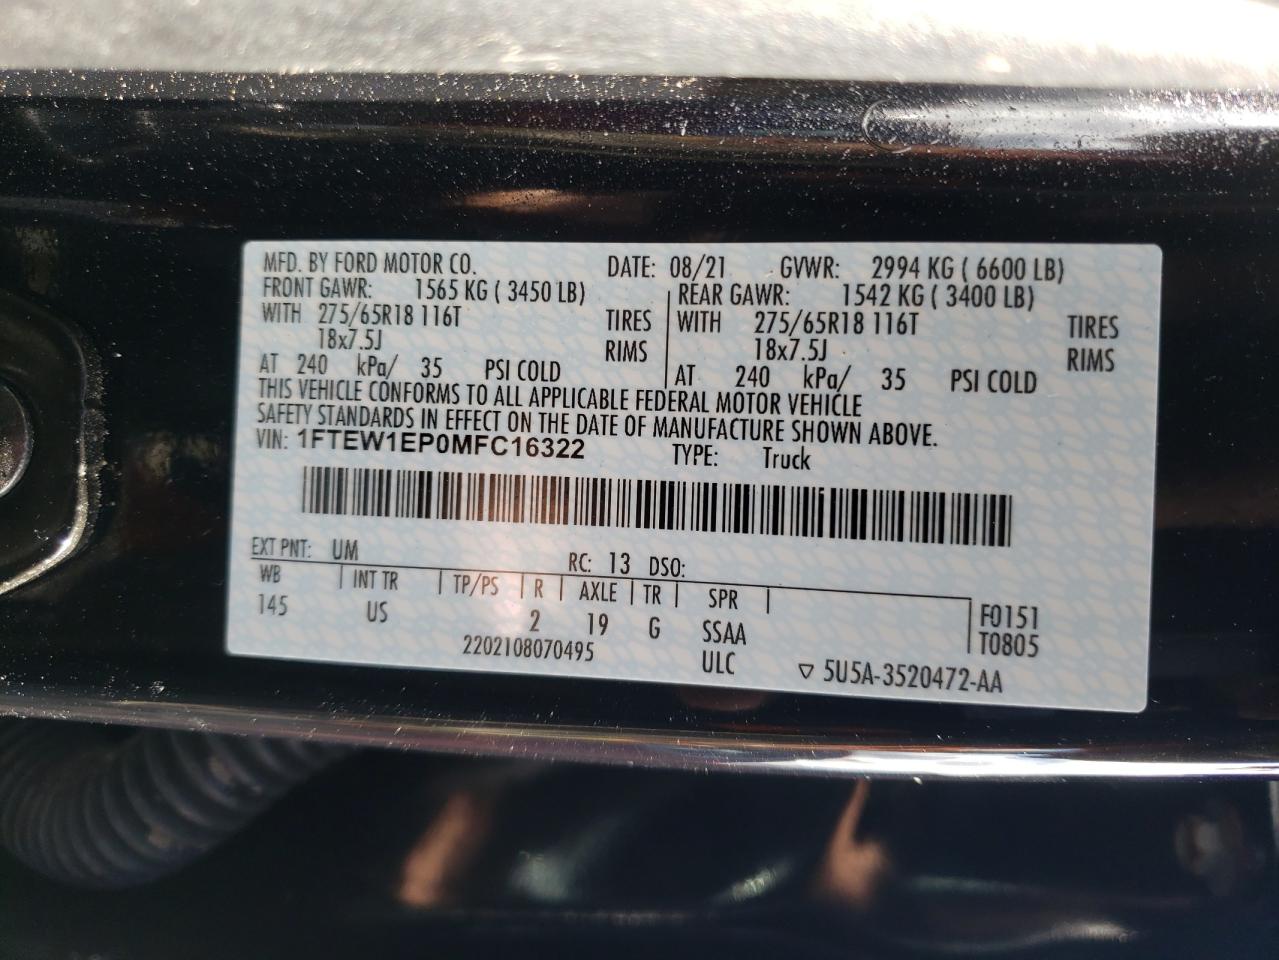 MFD. BY FORD MOTOR CO. DATE: 08/21 GVWR: 2994 KG ( 6600 LB)
FRONT GAWR: 1565 KG ( 3450 LB) REAR GAWR: 1542 KG ( 3400 LB)
WITH 275/65R18 116T TIRES WITH 275/65R18 116T TIRES
18x7.5J RIMS 18x7.5J RIMS
AT 240 kPa/ 35 PSI COLD AT 240 kPa/ 35 PSI COLD
THIS VEHICLE CONFORMS TO ALL APPLICABLE FEDERAL MOTOR VEHICLE
SAFETY STANDARDS IN EFFECT ON THE DATE OF MANUFACTURE SHOWN ABOVE.
VIN: 1FTEW1EP0MFC16322 TYPE: Truck
EXT PNT: UM RC: 13 DSO:
WB INT TR TP/PS R AXLE TR SPR
145 US 2 19 G SSAA F0151
2202108070495 ULC T0805
▽ 5U5A-3520472-AA